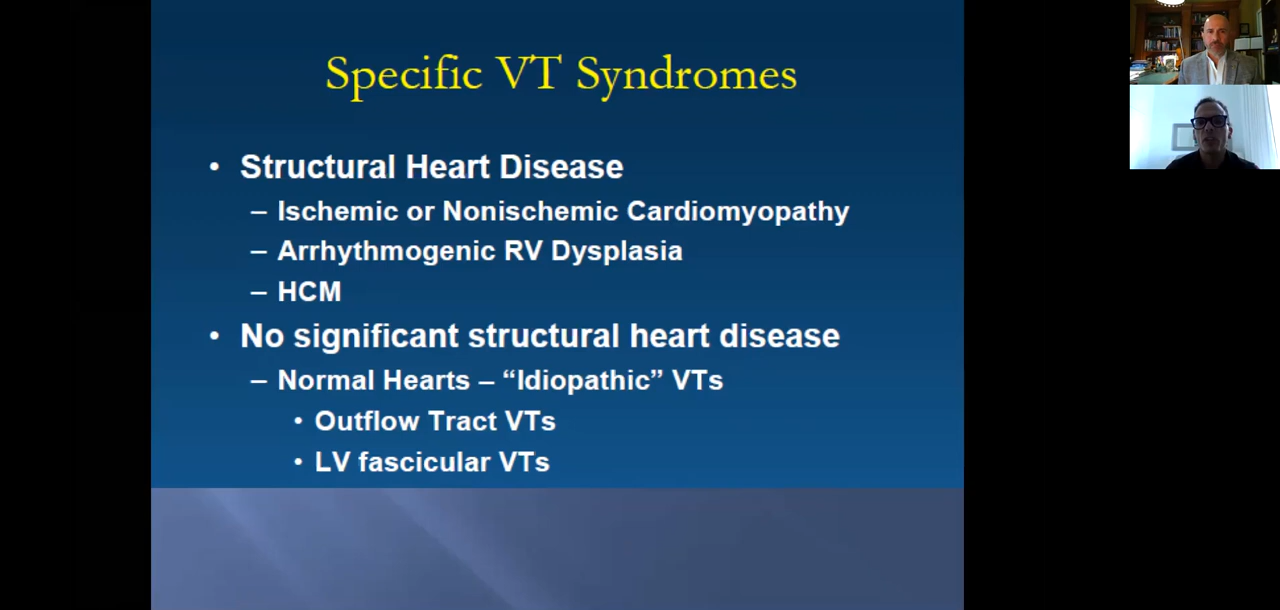 Specific VT Syndromes
• Structural Heart Disease
– Ischemic or Nonischemic Cardiomyopathy
– Arrhythmogenic RV Dysplasia
– HCM
• No significant structural heart disease
– Normal Hearts – “Idiopathic” VTs
• Outflow Tract VTs
• LV fascicular VTs